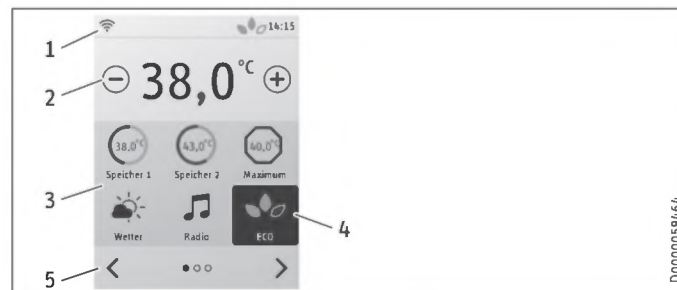 1
14:15
2
38,0 °C
38,0°C
43,0°C
40,0°C
Speicher 1
Speicher 2
Maximum
3
4
Wetter
Radio
ECO
5
D0000059464